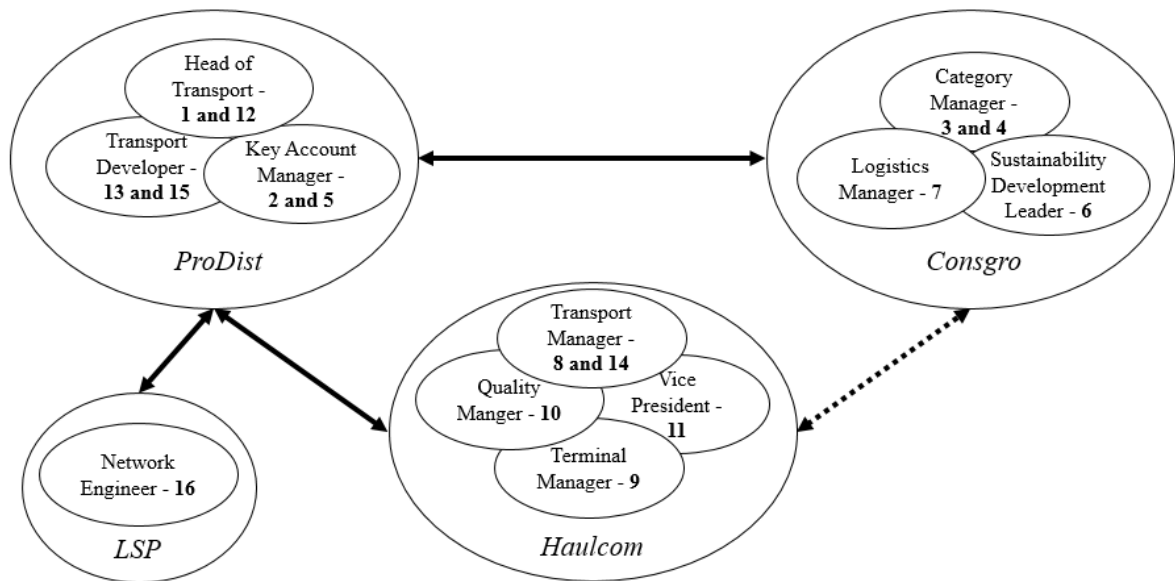 Head of
Transport -
1 and 12
Transport
Developer -
13 and 15
Key Account
Manager -
2 and 5
ProDist
Category
Manager -
3 and 4
Logistics
Manager - 7
Sustainability
Development
Leader - 6
Consgro
Transport
Manager -
8 and 14
Quality
Manger - 10
Vice
President -
11
Terminal
Manager - 9
Haulcom
Network
Engineer - 16
LSP